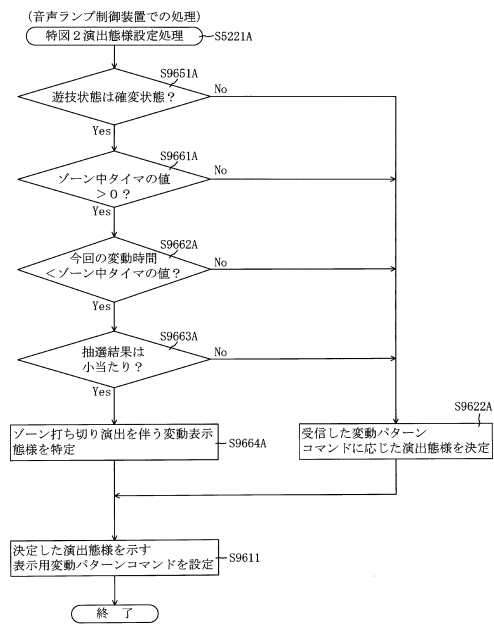 (音声ランプ制御装置での処理)
特図2演出態様設定処理
S5221A
S9651A
遊技状態は確変状態?
No
Yes
S9661A
ゾーン中タイマの値
>0?
No
Yes
S9662A
今回の変動時間
<ゾーン中タイマの値?
No
Yes
S9663A
抽選結果は
小当たり?
No
Yes
S9622A
ゾーン打ち切り演出を伴う変動表示
態様を特定
S9664A
受信した変動パターン
コマンドに応じた演出態様を決定
決定した演出態様を示す
表示用変動パターンコマンドを設定
S9611
終 了